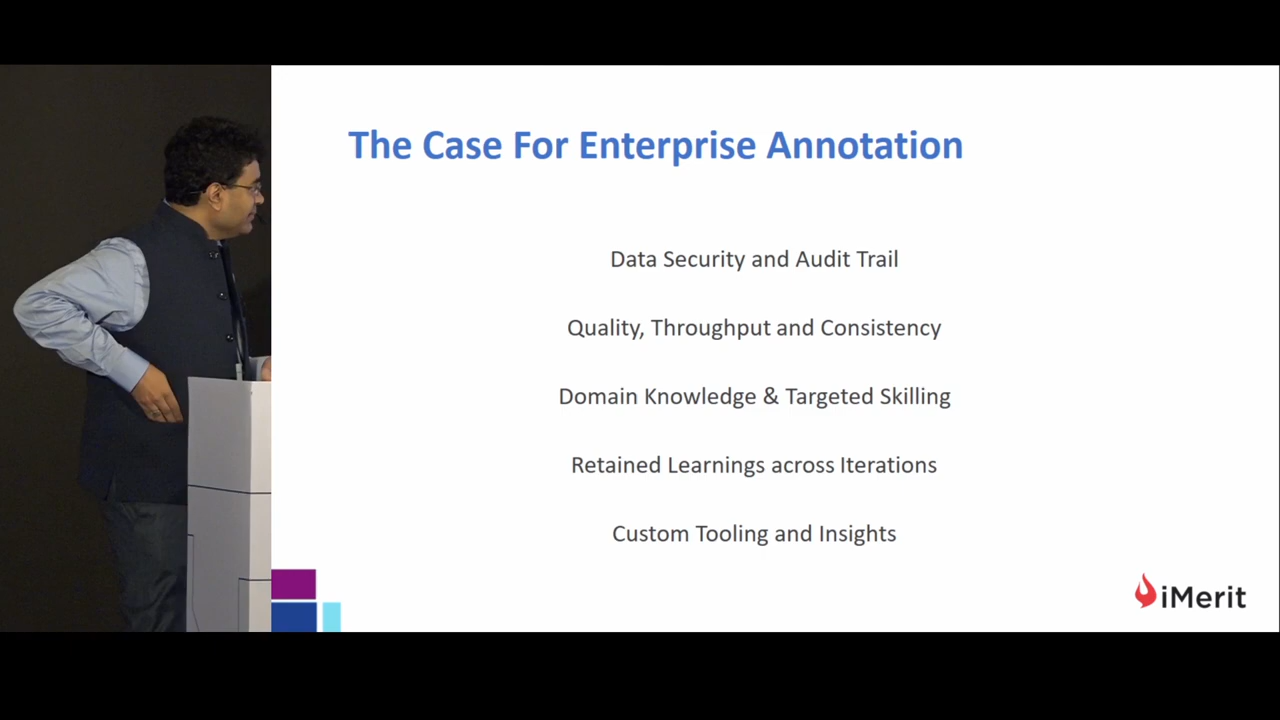 The Case For Enterprise Annotation
Data Security and Audit Trail
Quality, Throughput and Consistency
Domain Knowledge & Targeted Skilling
Retained Learnings across Iterations
Custom Tooling and Insights
iMerit